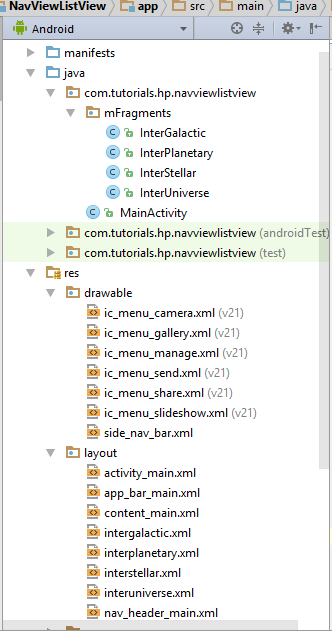 NavViewListView app src main java
Android
manifests
java
com.tutorials.hp.navviewlistview
mFragments
InterGalactic
InterPlanetary
InterStellar
InterUniverse
MainActivity
com.tutorials.hp.navviewlistview (androidTest)
com.tutorials.hp.navviewlistview (test)
res
drawable
ic_menu_camera.xml (v21)
ic_menu_gallery.xml (v21)
ic_menu_manage.xml (v21)
ic_menu_send.xml (v21)
ic_menu_share.xml (v21)
ic_menu_slideshow.xml (v21)
side_nav_bar.xml
layout
activity_main.xml
app_bar_main.xml
content_main.xml
intergalactic.xml
interplanetary.xml
interstellar.xml
interuniverse.xml
nav_header_main.xml